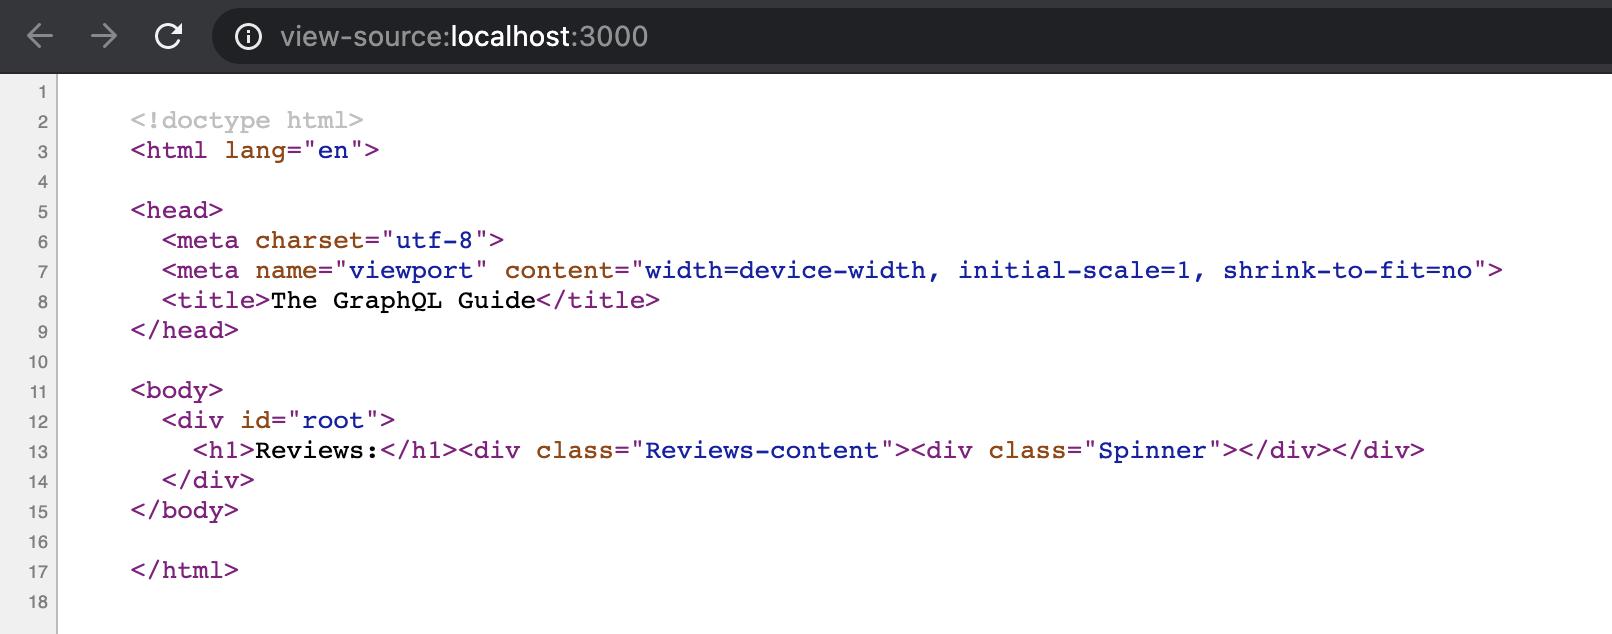 view-source:localhost:3000
1
2 <!doctype html>
3 <html lang="en">
4
5 <head>
6 <meta charset="utf-8">
7 <meta name="viewport" content="width=device-width, initial-scale=1, shrink-to-fit=no">
8 <title>The GraphQL Guide</title>
9 </head>
10
11 <body>
12 <div id="root">
13 <h1>Reviews:</h1><div class="Reviews-content"><div class="Spinner"></div></div>
14 </div>
15 </body>
16
17 </html>
18